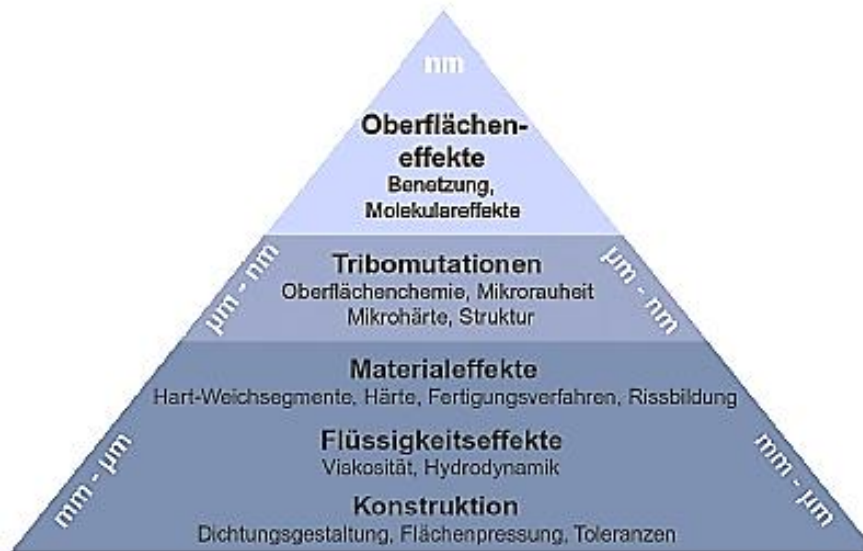 nm
Oberflächen-
effekte
Benetzung,
Molekulareffekte
µm - nm
Tribomutationen
Oberflächenchemie, Mikrorauheit
Mikrohärte, Struktur
µm - nm
Materialeffekte
Hart-Weichsegmente, Härte, Fertigungsverfahren, Rissbildung
mm - µm
Flüssigkeitseffekte
Viskosität, Hydrodynamik
mm - µm
Konstruktion
Dichtungsgestaltung, Flächenpressung, Toleranzen